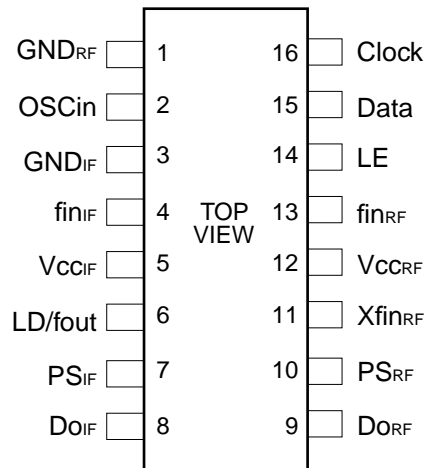 GNDRF 1 16 Clock
OSCin 2 15 Data
GNDIF 3 14 LE
finIF 4 TOP 13 finRF
VIEW
VccIF 5 12 VccRF
LD/fout 6 11 XfinRF
PSIF 7 10 PSRF
DoIF 8 9 DoRF